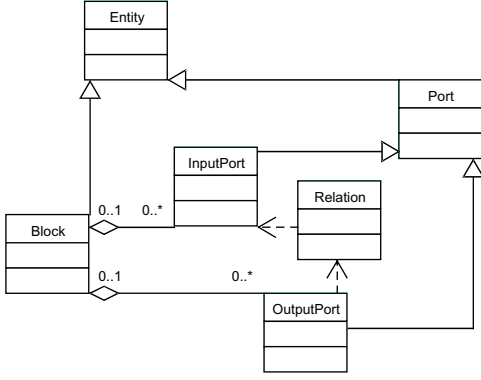 Entity
Port
InputPort
Relation
0..1
0..*
Block
0..1
0..*
OutputPort